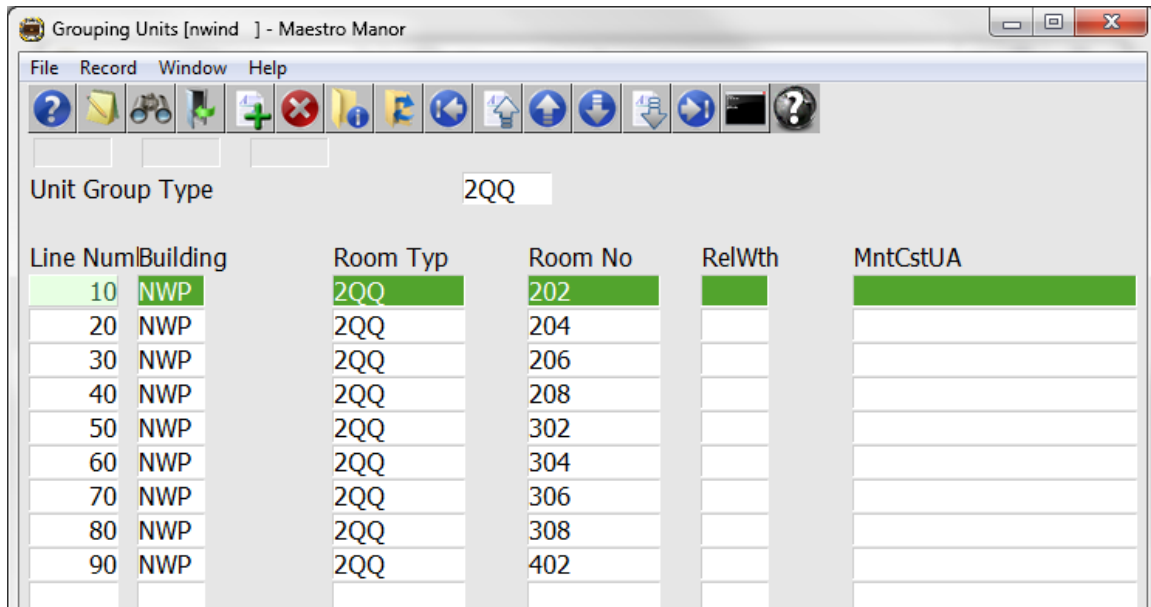 Grouping Units [nwind ] - Maestro Manor
File Record Window Help
Unit Group Type 2QQ
Line Num Building Room Typ Room No RelWth MntCstUA
10 NWP 2QQ 202
20 NWP 2QQ 204
30 NWP 2QQ 206
40 NWP 2QQ 208
50 NWP 2QQ 302
60 NWP 2QQ 304
70 NWP 2QQ 306
80 NWP 2QQ 308
90 NWP 2QQ 402